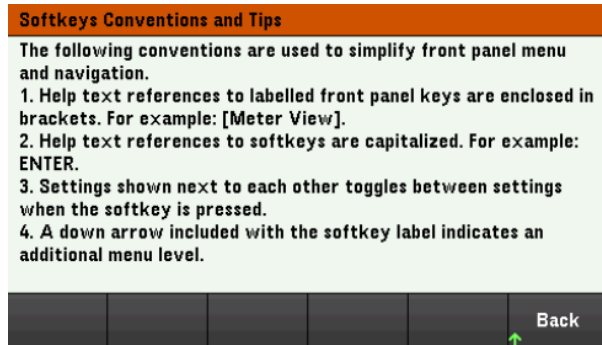 Softkeys Conventions and Tips
The following conventions are used to simplify front panel menu
and navigation.
1. Help text references to labelled front panel keys are enclosed in
brackets. For example: [Meter View].
2. Help text references to softkeys are capitalized. For example:
ENTER.
3. Settings shown next to each other toggles between settings
when the softkey is pressed.
4. A down arrow included with the softkey label indicates an
additional menu level.
Back